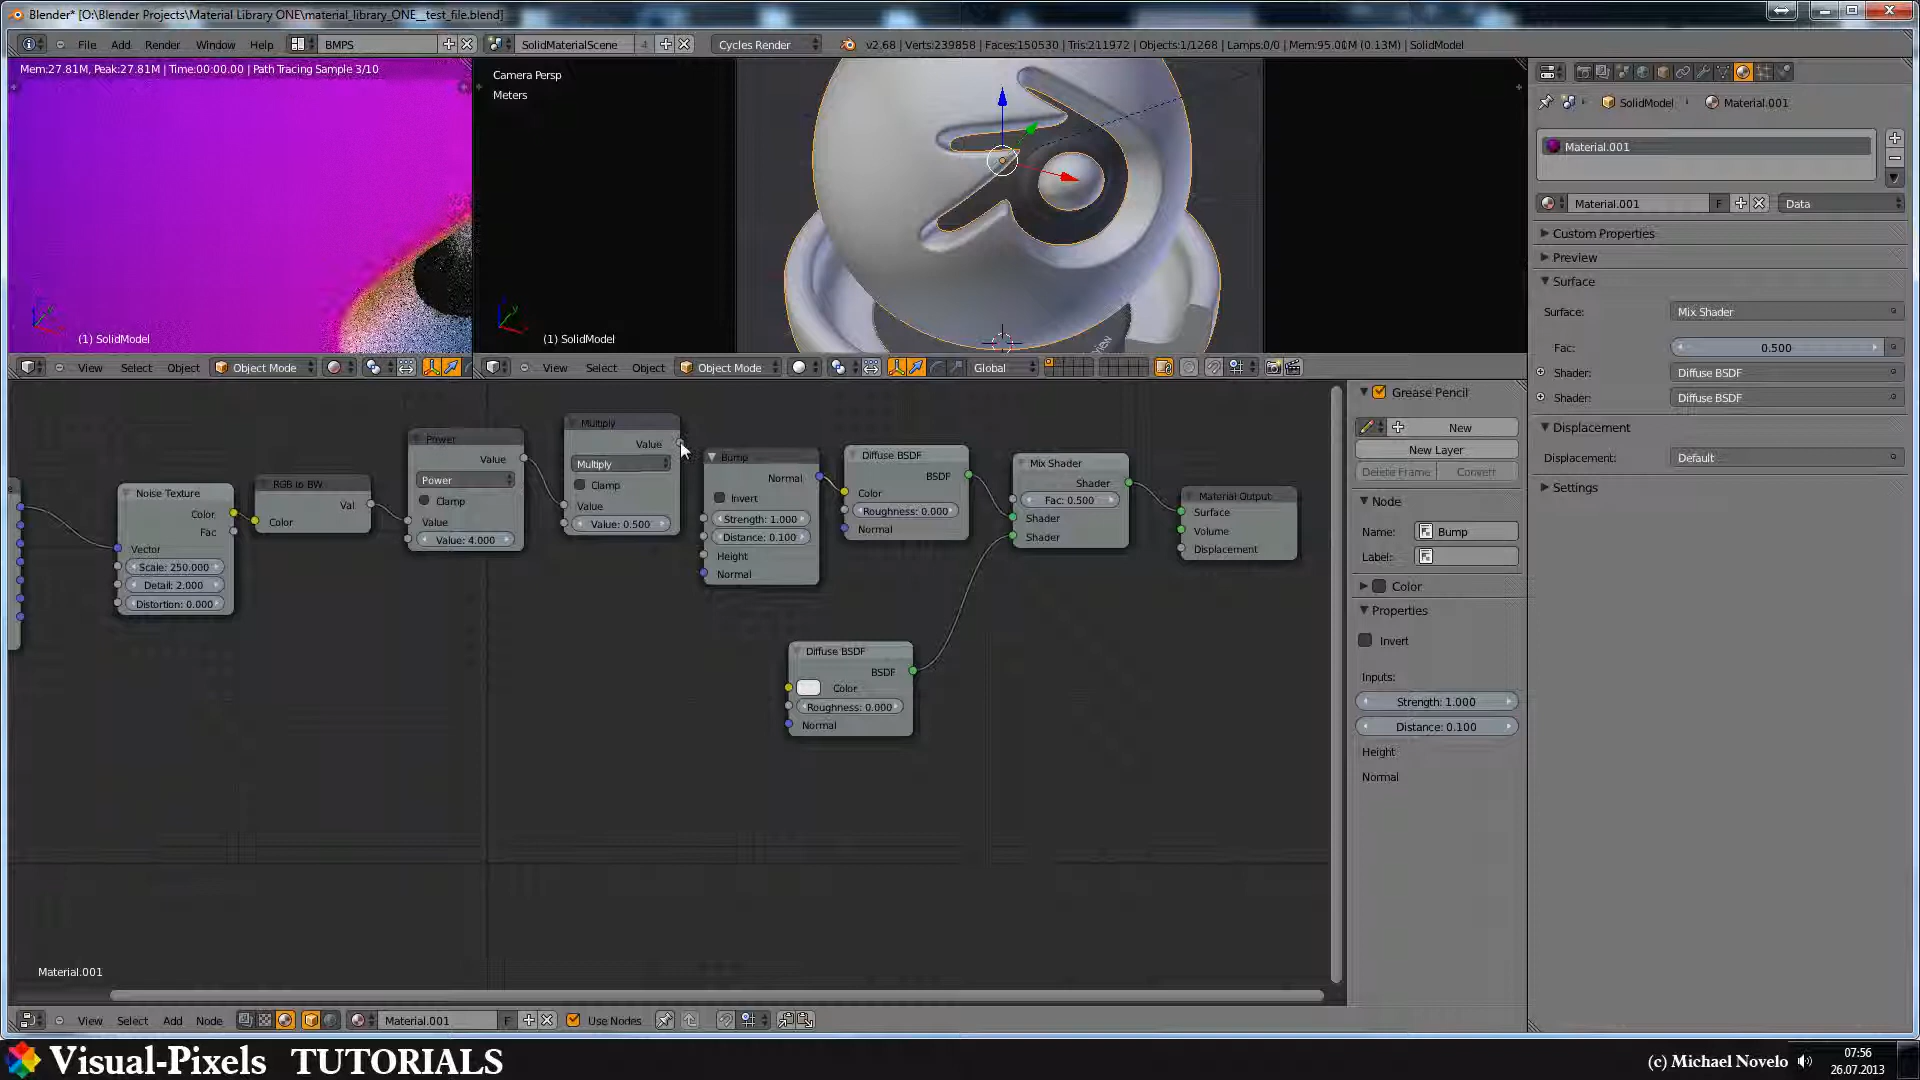 Blender* [O:\Blender Projects\Material Library ONE\material_library_ONE__test_file.blend]
File Add Render Window Help BMPS SolidMaterialScene Cycles Render v2.68 | Verts:239858 | Faces:150530 | Tris:211972 | Objects:1/1268 | Lamps:0/0 | Mem:95.01M (0.13M) | SolidModel
Mem:27.81M, Peak:27.81M | Time:00:00.00 | Path Tracing Sample 3/10
Camera Persp
Meters
(1) SolidModel
(1) SolidModel
View Select Object Object Mode
View Select Object Object Mode Global
SolidModel Material.001
Material.001
Material.001 F Data
Custom Properties
Preview
Surface
Surface: Mix Shader
Fac: 0.500
Shader: Diffuse BSDF
Shader: Diffuse BSDF
Displacement
Displacement: Default
Settings
Noise Texture
Color
Fac
Vector
Scale: 250.000
Detail: 2.000
Distortion: 0.000
RGB to BW
Val
Color
Power
Value
Power
Clamp
Value
Value: 4.000
Multiply
Value
Multiply
Clamp
Value
Value: 0.500
Bump
Normal
Invert
Strength: 1.000
Distance: 0.100
Height
Normal
Diffuse BSDF
BSDF
Color
Roughness: 0.000
Normal
Diffuse BSDF
BSDF
Color
Roughness: 0.000
Normal
Mix Shader
Shader
Fac: 0.500
Shader
Shader
Material Output
Surface
Volume
Displacement
Grease Pencil
New
New Layer
Delete Frame Convert
Node
Name: Bump
Label:
Color
Properties
Invert
Inputs:
Strength: 1.000
Distance: 0.100
Height
Normal
Material.001
View Select Add Node Material.001 F Use Nodes
Visual-Pixels TUTORIALS
(c) Michael Novelo
07:56
26.07.2013